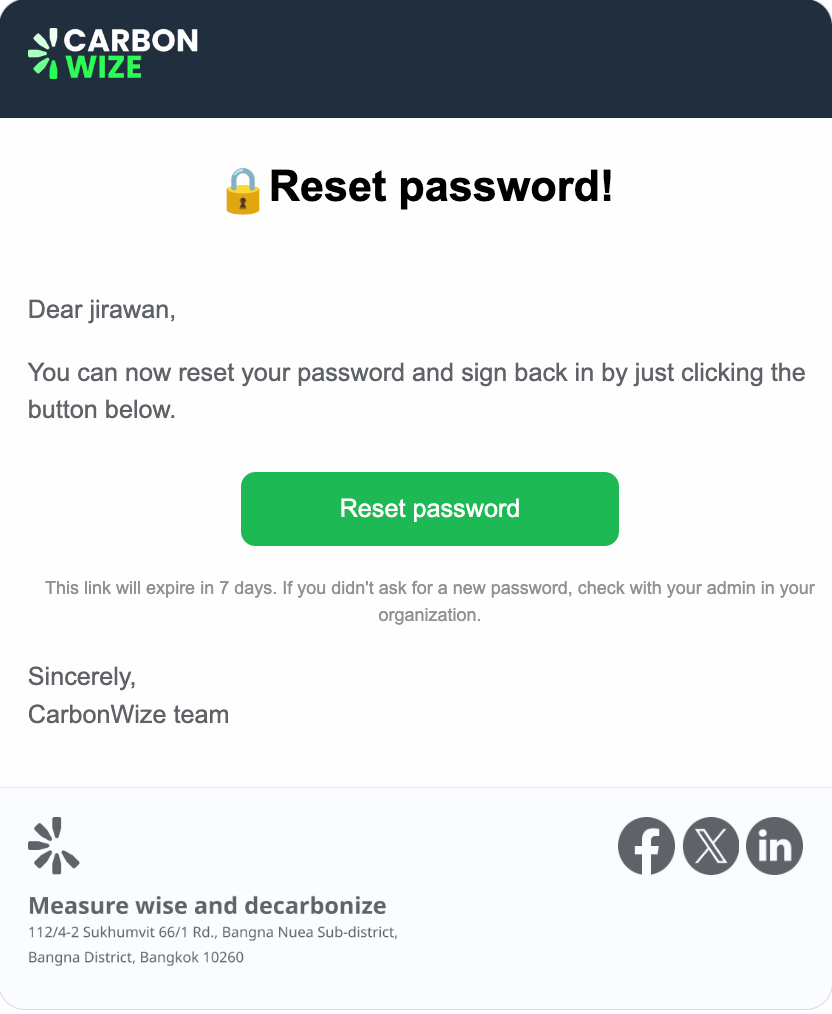 CARBON
WIZE
🔒Reset password!
Dear jirawan,
You can now reset your password and sign back in by just clicking the
button below.
Reset password
This link will expire in 7 days. If you didn't ask for a new password, check with your admin in your
organization.
Sincerely,
CarbonWize team
Measure wise and decarbonize
112/4-2 Sukhumvit 66/1 Rd., Bangna Nuea Sub-district,
Bangna District, Bangkok 10260